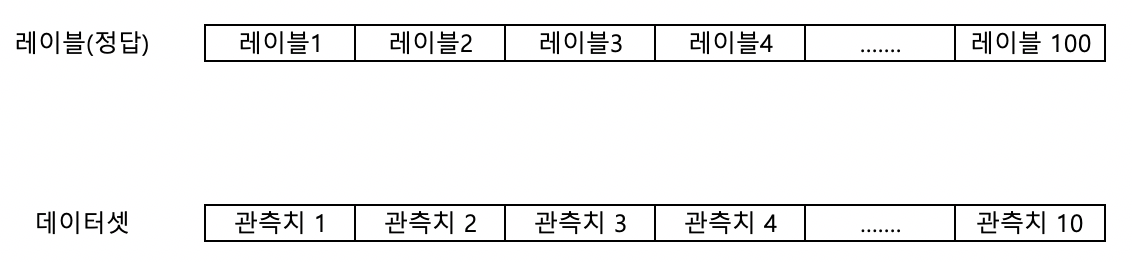 레이블(정답) 레이블1 레이블2 레이블3 레이블4 ....... 레이블 100
데이터셋 관측치 1 관측치 2 관측치 3 관측치 4 ....... 관측치 10